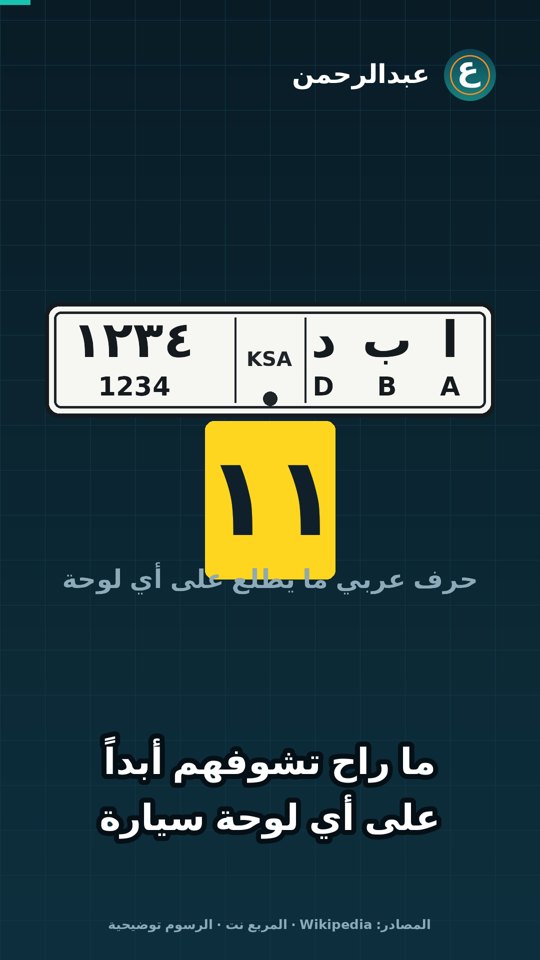 عبدالرحمن ع
ا ب د KSA ١٢٣٤
A B D 1234
١١
حرف عربي ما يطلع على أي لوحة
ما راح تشوفهم أبداً
على أي لوحة سيارة
المصادر: Wikipedia · المربع نت · الرسوم توضيحية